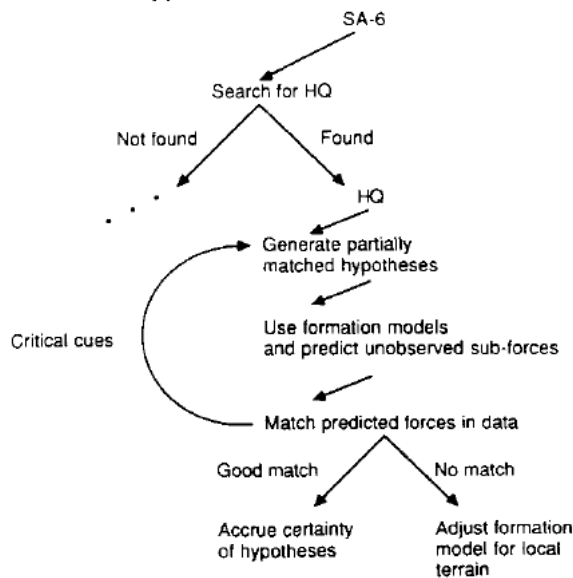 SA-6
Search for HQ
Not found
Found
HQ
Generate partially
matched hypotheses
Critical cues
Use formation models
and predict unobserved sub-forces
Match predicted forces in data
Good match
No match
Accrue certainty
of hypotheses
Adjust formation
model for local
terrain